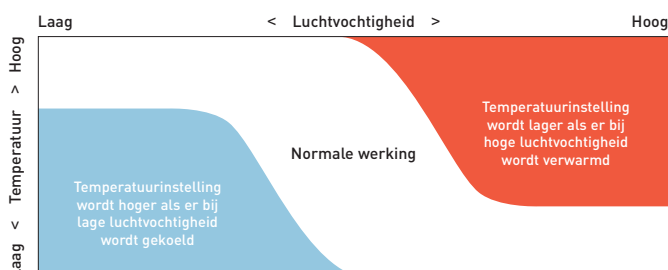 Laag < Luchtvochtigheid > Hoog
Laag < Temperatuur > Hoog
Temperatuurinstelling
wordt lager als er bij
hoge luchtvochtigheid
wordt verwarmd
Normale werking
Temperatuurinstelling
wordt hoger als er bij
lage luchtvochtigheid
wordt gekoeld